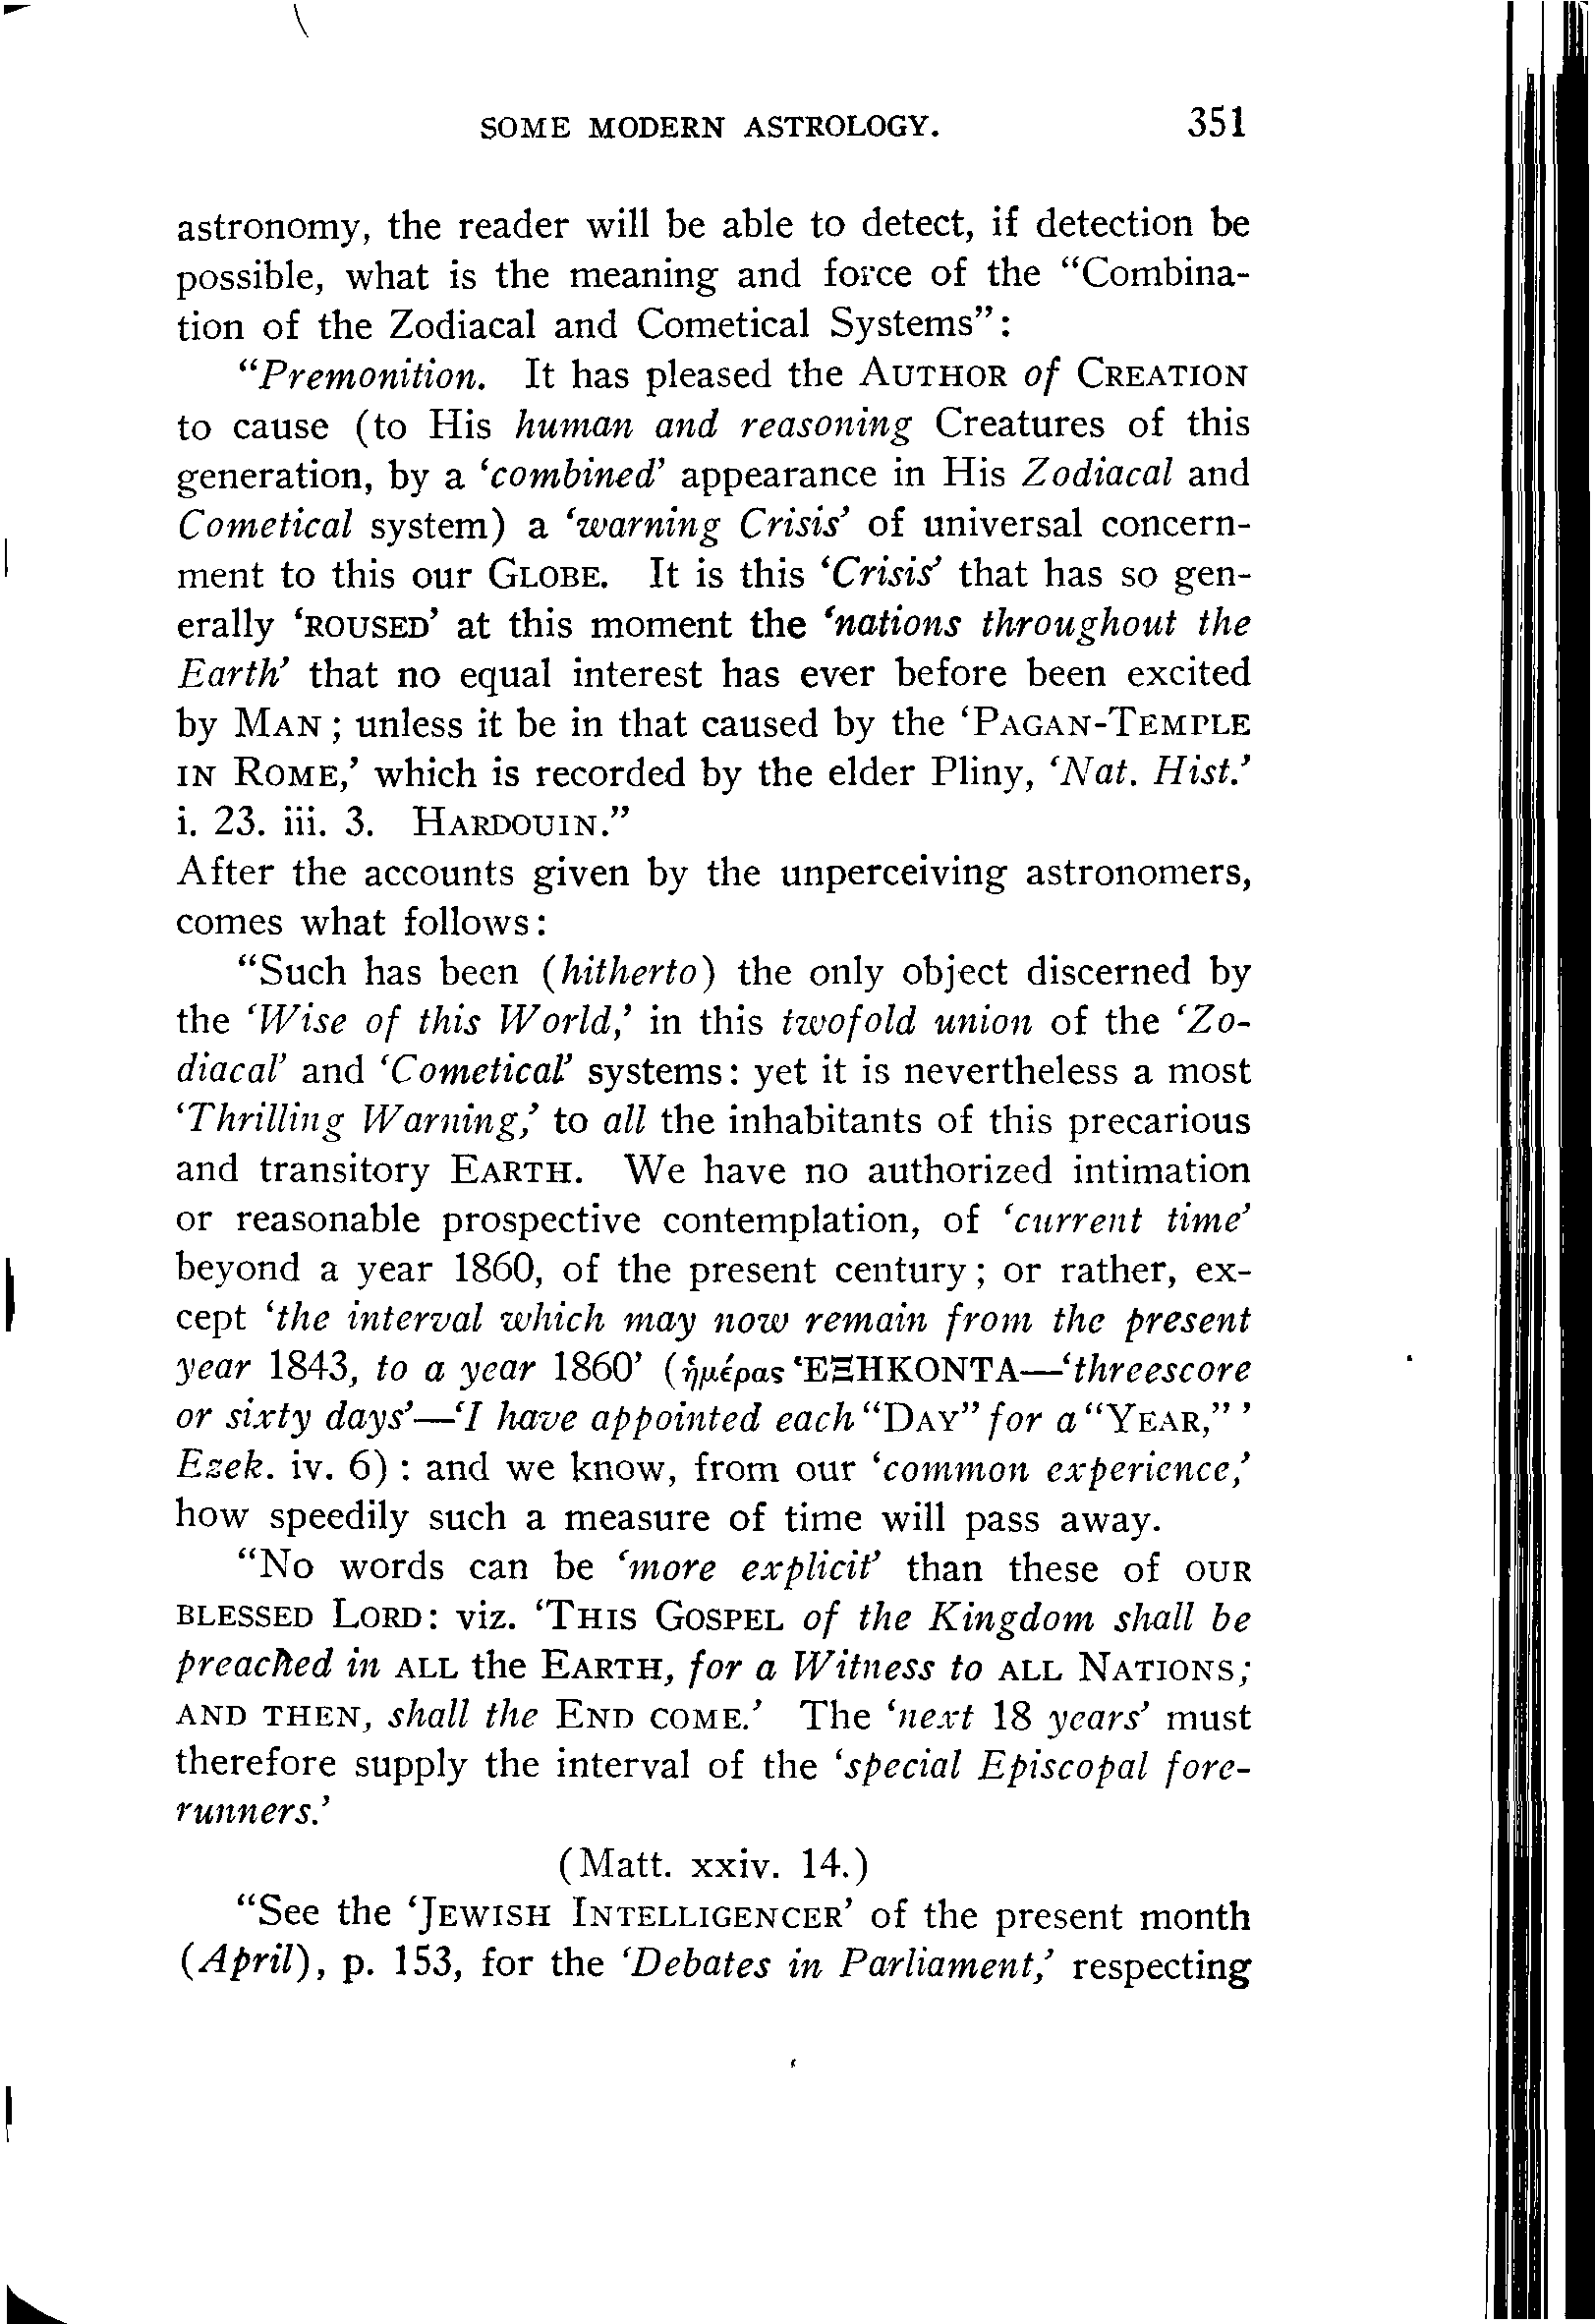 SOME MODERN ASTROLOGY. 351
astronomy, the reader will be able to detect, if detection be
possible, what is the meaning and force of the “Combina-
tion of the Zodiacal and Cometical Systems”:
“Premonition. It has pleased the AUTHOR of CREATION
to cause (to His human and reasoning Creatures of this
generation, by a ‘combined’ appearance in His Zodiacal and
Cometical system) a ‘warning Crisis’ of universal concern-
ment to this our GLOBE. It is this ‘Crisis’ that has so gen-
erally ‘ROUSED’ at this moment the ‘nations throughout the
Earth’ that no equal interest has ever before been excited
by MAN; unless it be in that caused by the ‘PAGAN-TEMPLE
IN ROME,’ which is recorded by the elder Pliny, ‘Nat. Hist.’
i. 23. iii. 3. HARDOUIN.”
After the accounts given by the unperceiving astronomers,
comes what follows:
“Such has been (hitherto) the only object discerned by
the ‘Wise of this World,’ in this twofold union of the ‘Zo-
diacal’ and ‘Cometical’ systems: yet it is nevertheless a most
‘Thrilling Warning,’ to all the inhabitants of this precarious
and transitory EARTH. We have no authorized intimation
or reasonable prospective contemplation, of ‘current time’
beyond a year 1860, of the present century; or rather, ex-
cept ‘the interval which may now remain from the present
year 1843, to a year 1860’ (ἡμέρας ‘ΕΞΗΚΟΝΤΑ—‘threescore
or sixty days’—‘I have appointed each “DAY” for a “YEAR,” ’
Ezek. iv. 6) : and we know, from our ‘common experience,’
how speedily such a measure of time will pass away.
“No words can be ‘more explicit’ than these of OUR
BLESSED LORD: viz. ‘THIS GOSPEL of the Kingdom shall be
preached in ALL the EARTH, for a Witness to ALL NATIONS;
AND THEN, shall the END COME.’ The ‘next 18 years’ must
therefore supply the interval of the ‘special Episcopal fore-
runners.’
(Matt. xxiv. 14.)
“See the ‘JEWISH INTELLIGENCER’ of the present month
(April), p. 153, for the ‘Debates in Parliament,’ respecting